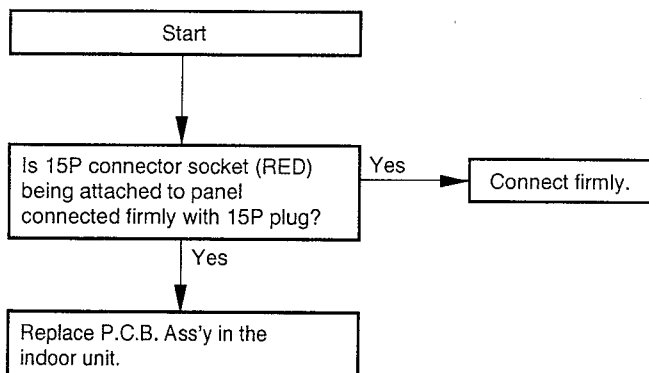 Start
Is 15P connector socket (RED)
being attached to panel
connected firmly with 15P plug?
Yes
Connect firmly.
Yes
Replace P.C.B. Ass'y in the
indoor unit.